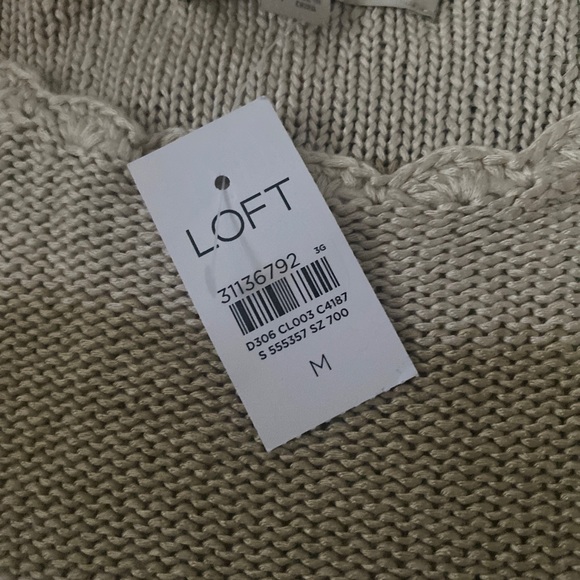 LOFT
31136792 3G
D306 CL003 C4187
S 555357 SZ 700
M